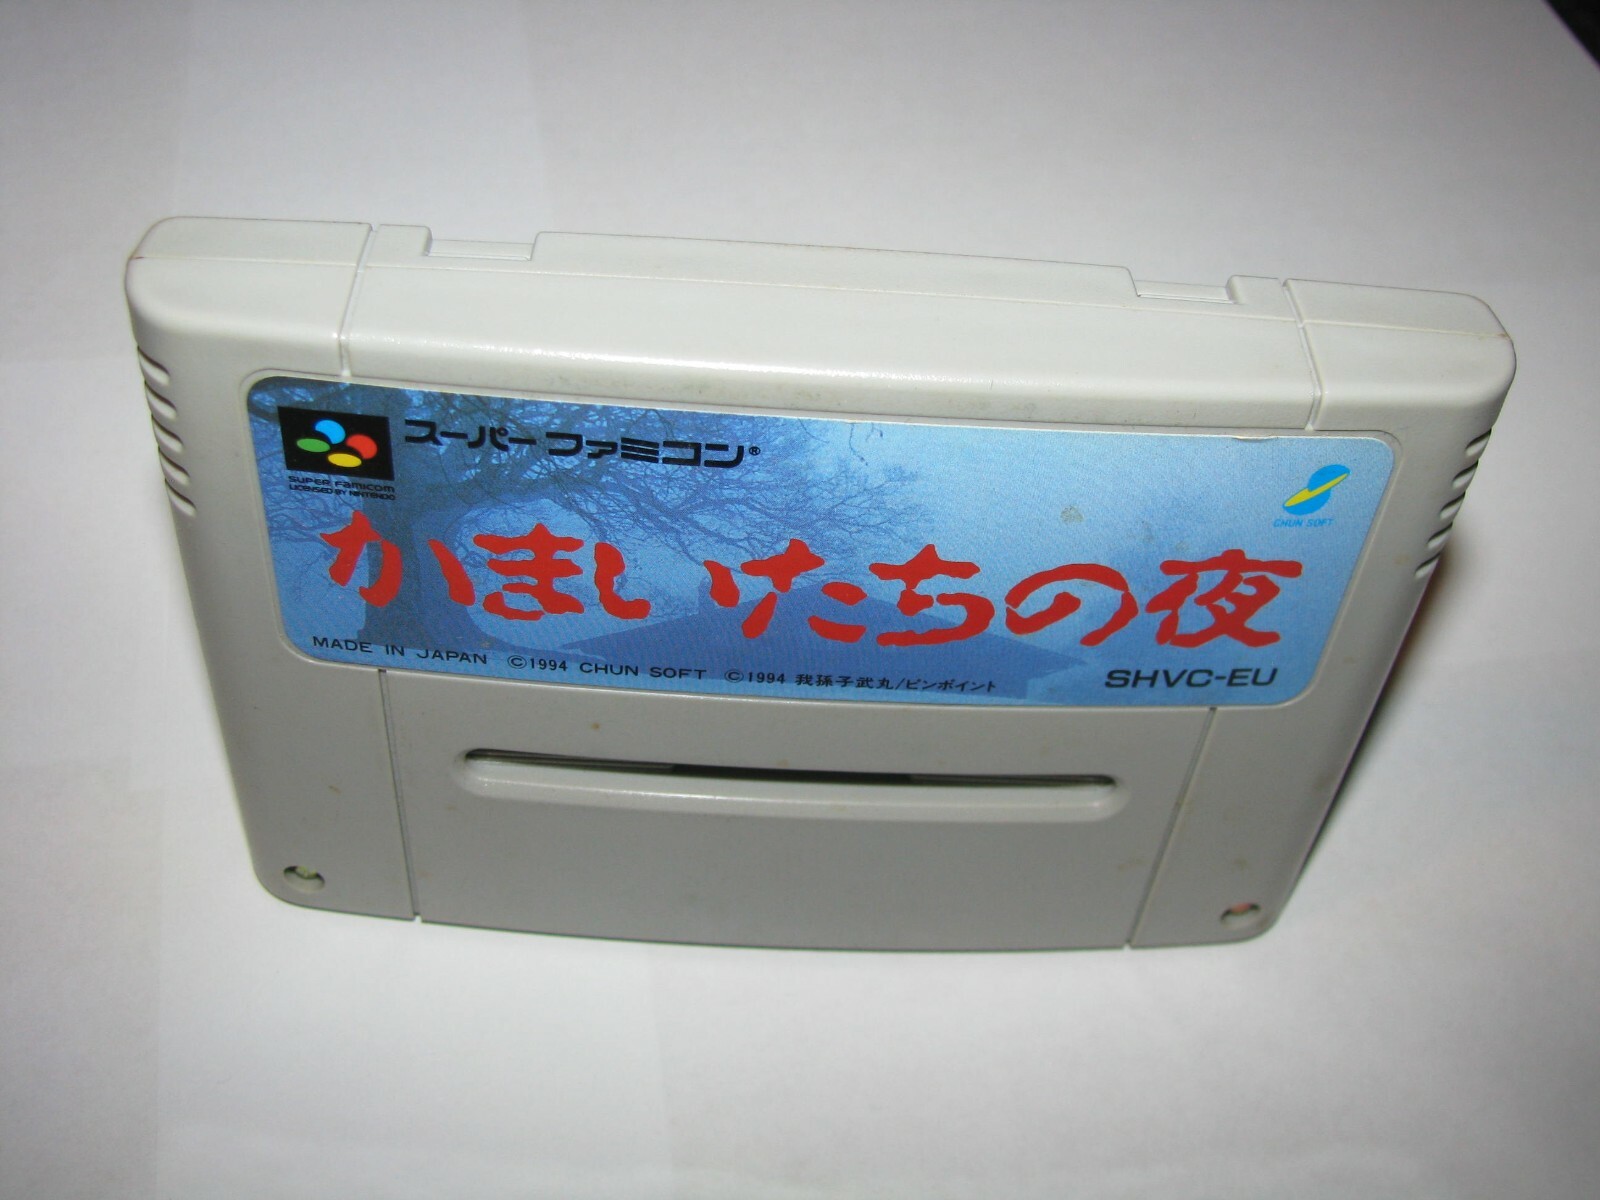 スーパーファミコン®
SUPER FAMICOM
LICENSED BY NINTENDO
CHUN SOFT
かまいたちの夜
MADE IN JAPAN ©1994 CHUN SOFT ©1994 我孫子武丸/ピンポイント
SHVC-EU